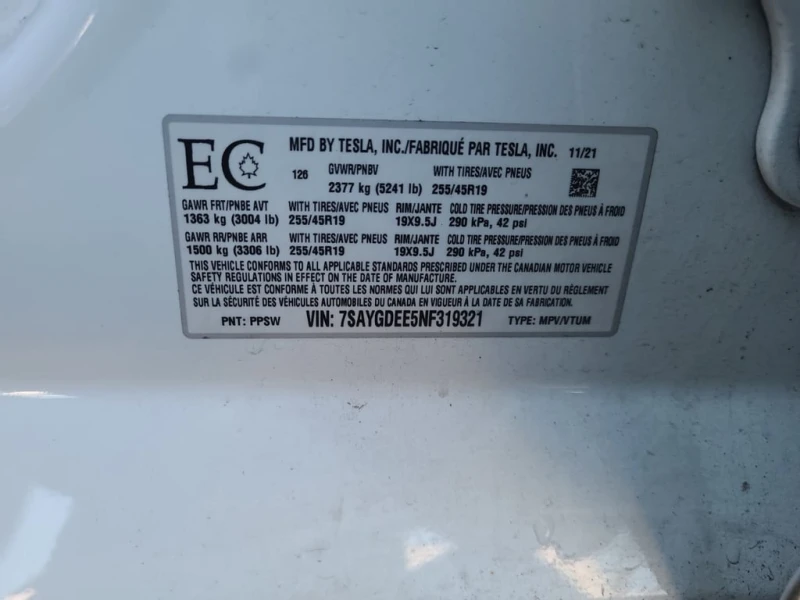 EC
MFD BY TESLA, INC./FABRIQUÉ PAR TESLA, INC. 11/21
126 GVWR/PNBV WITH TIRES/AVEC PNEUS
2377 kg (5241 lb) 255/45R19
GAWR FRT/PNBE AVT WITH TIRES/AVEC PNEUS RIM/JANTE COLD TIRE PRESSURE/PRESSION DES PNEUS À FROID
1363 kg (3004 lb) 255/45R19 19X9.5J 290 kPa, 42 psi
GAWR RR/PNBE ARR WITH TIRES/AVEC PNEUS RIM/JANTE COLD TIRE PRESSURE/PRESSION DES PNEUS À FROID
1500 kg (3306 lb) 255/45R19 19X9.5J 290 kPa, 42 psi
THIS VEHICLE CONFORMS TO ALL APPLICABLE STANDARDS PRESCRIBED UNDER THE CANADIAN MOTOR VEHICLE
SAFETY REGULATIONS IN EFFECT ON THE DATE OF MANUFACTURE.
CE VÉHICULE EST CONFORME À TOUTES LES NORMES QUI LUI SONT APPLICABLES EN VERTU DU RÈGLEMENT
SUR LA SÉCURITÉ DES VÉHICULES AUTOMOBILES DU CANADA EN VIGUEUR À LA DATE DE SA FABRICATION.
PNT: PPSW VIN: 7SAYGDEE5NF319321 TYPE: MPV/VTUM